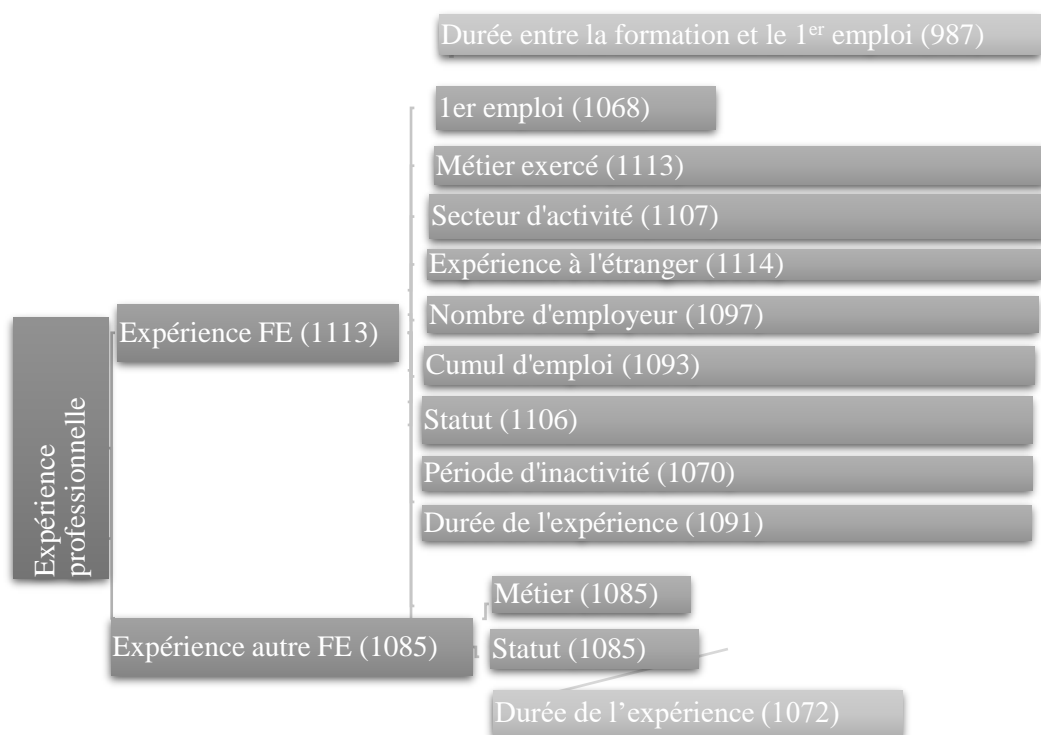 Durée entre la formation et le 1er emploi (987)
1er emploi (1068)
Métier exercé (1113)
Secteur d'activité (1107)
Expérience à l'étranger (1114)
Expérience FE (1113)
Nombre d'employeur (1097)
Cumul d'emploi (1093)
Statut (1106)
Période d'inactivité (1070)
Durée de l'expérience (1091)
Expérience
professionnelle
Métier (1085)
Expérience autre FE (1085)
Statut (1085)
Durée de l’expérience (1072)